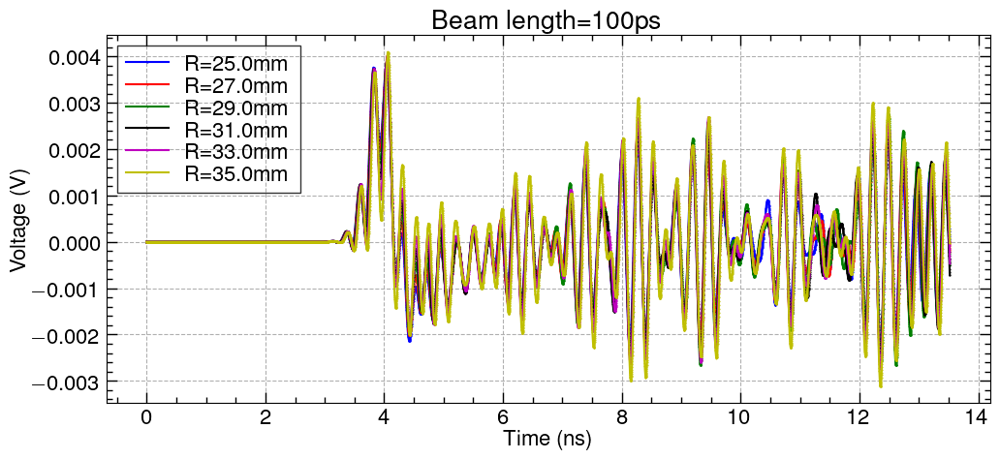 Beam length=100ps
R=25.0mm
R=27.0mm
R=29.0mm
R=31.0mm
R=33.0mm
R=35.0mm
Voltage (V)
0.004
0.003
0.002
0.001
0.000
−0.001
−0.002
−0.003
0 2 4 6 8 10 12 14
Time (ns)